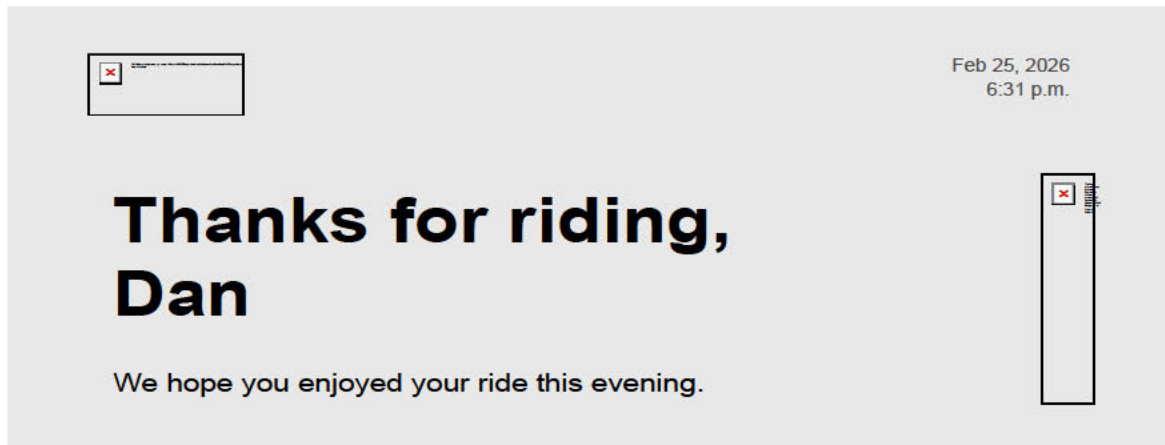 Feb 25, 2026
6:31 p.m.
Thanks for riding,
Dan
We hope you enjoyed your ride this evening.